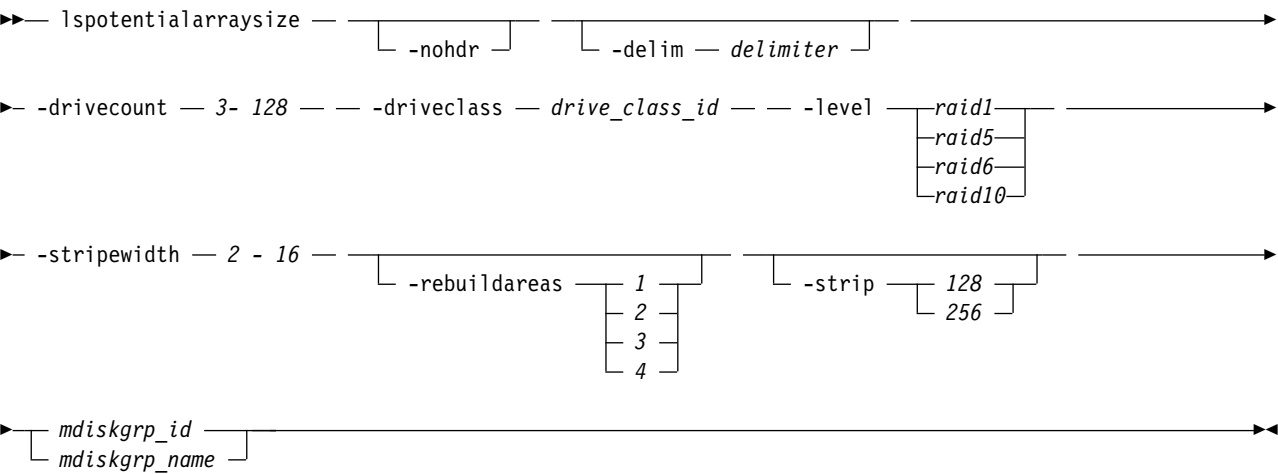 lspotentialarraysize
-nohdr -delim delimiter
-drivecount 3- 128 -driveclass drive_class_id -level raid1
raid5
raid6
raid10
-stripewidth 2 - 16
-rebuildareas 1 -strip 128
2 256
3
4
mdiskgrp_id
mdiskgrp_name